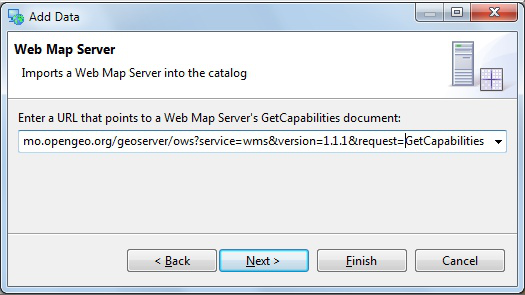 Add Data
Web Map Server
Imports a Web Map Server into the catalog
Enter a URL that points to a Web Map Server's GetCapabilities document:
mo.opengeo.org/geoserver/ows?service=wms&version=1.1.1&request=GetCapabilities
< Back
Next >
Finish
Cancel